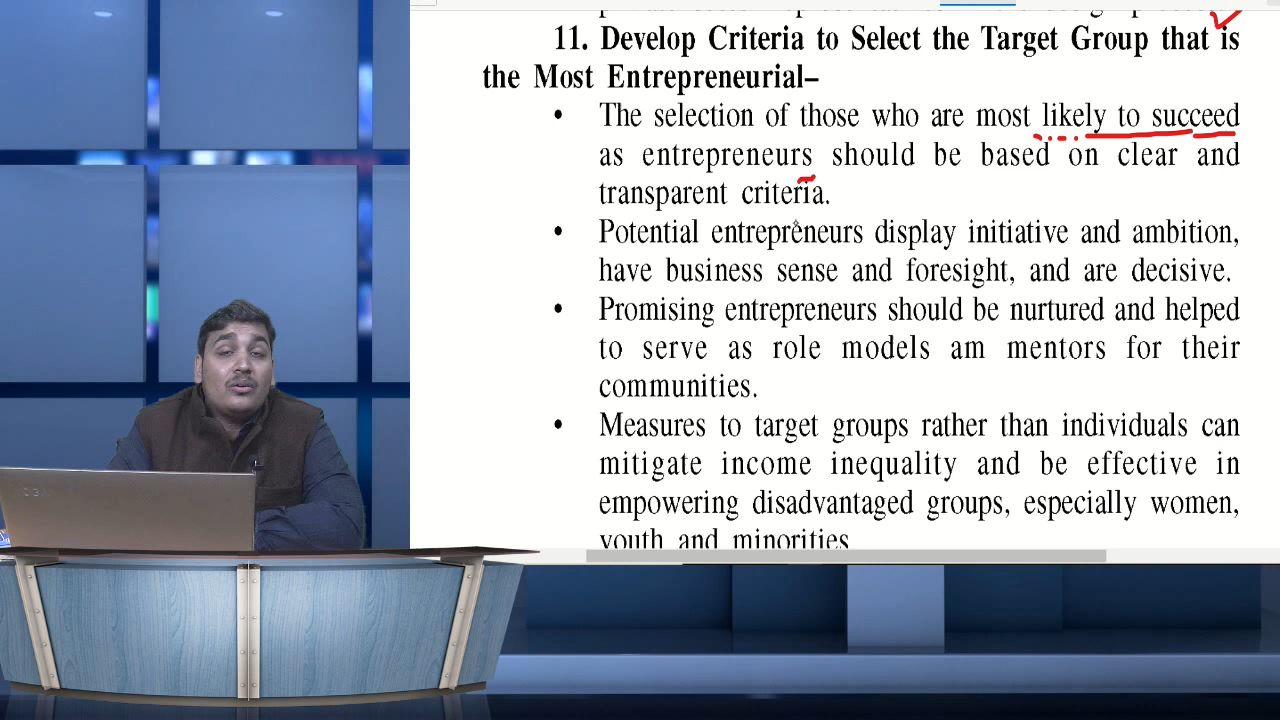 11. Develop Criteria to Select the Target Group that is
the Most Entrepreneurial–
• The selection of those who are most likely to succeed
as entrepreneurs should be based on clear and
transparent criteria.
• Potential entrepreneurs display initiative and ambition,
have business sense and foresight, and are decisive.
• Promising entrepreneurs should be nurtured and helped
to serve as role models am mentors for their
communities.
• Measures to target groups rather than individuals can
mitigate income inequality and be effective in
empowering disadvantaged groups, especially women,
youth and minorities